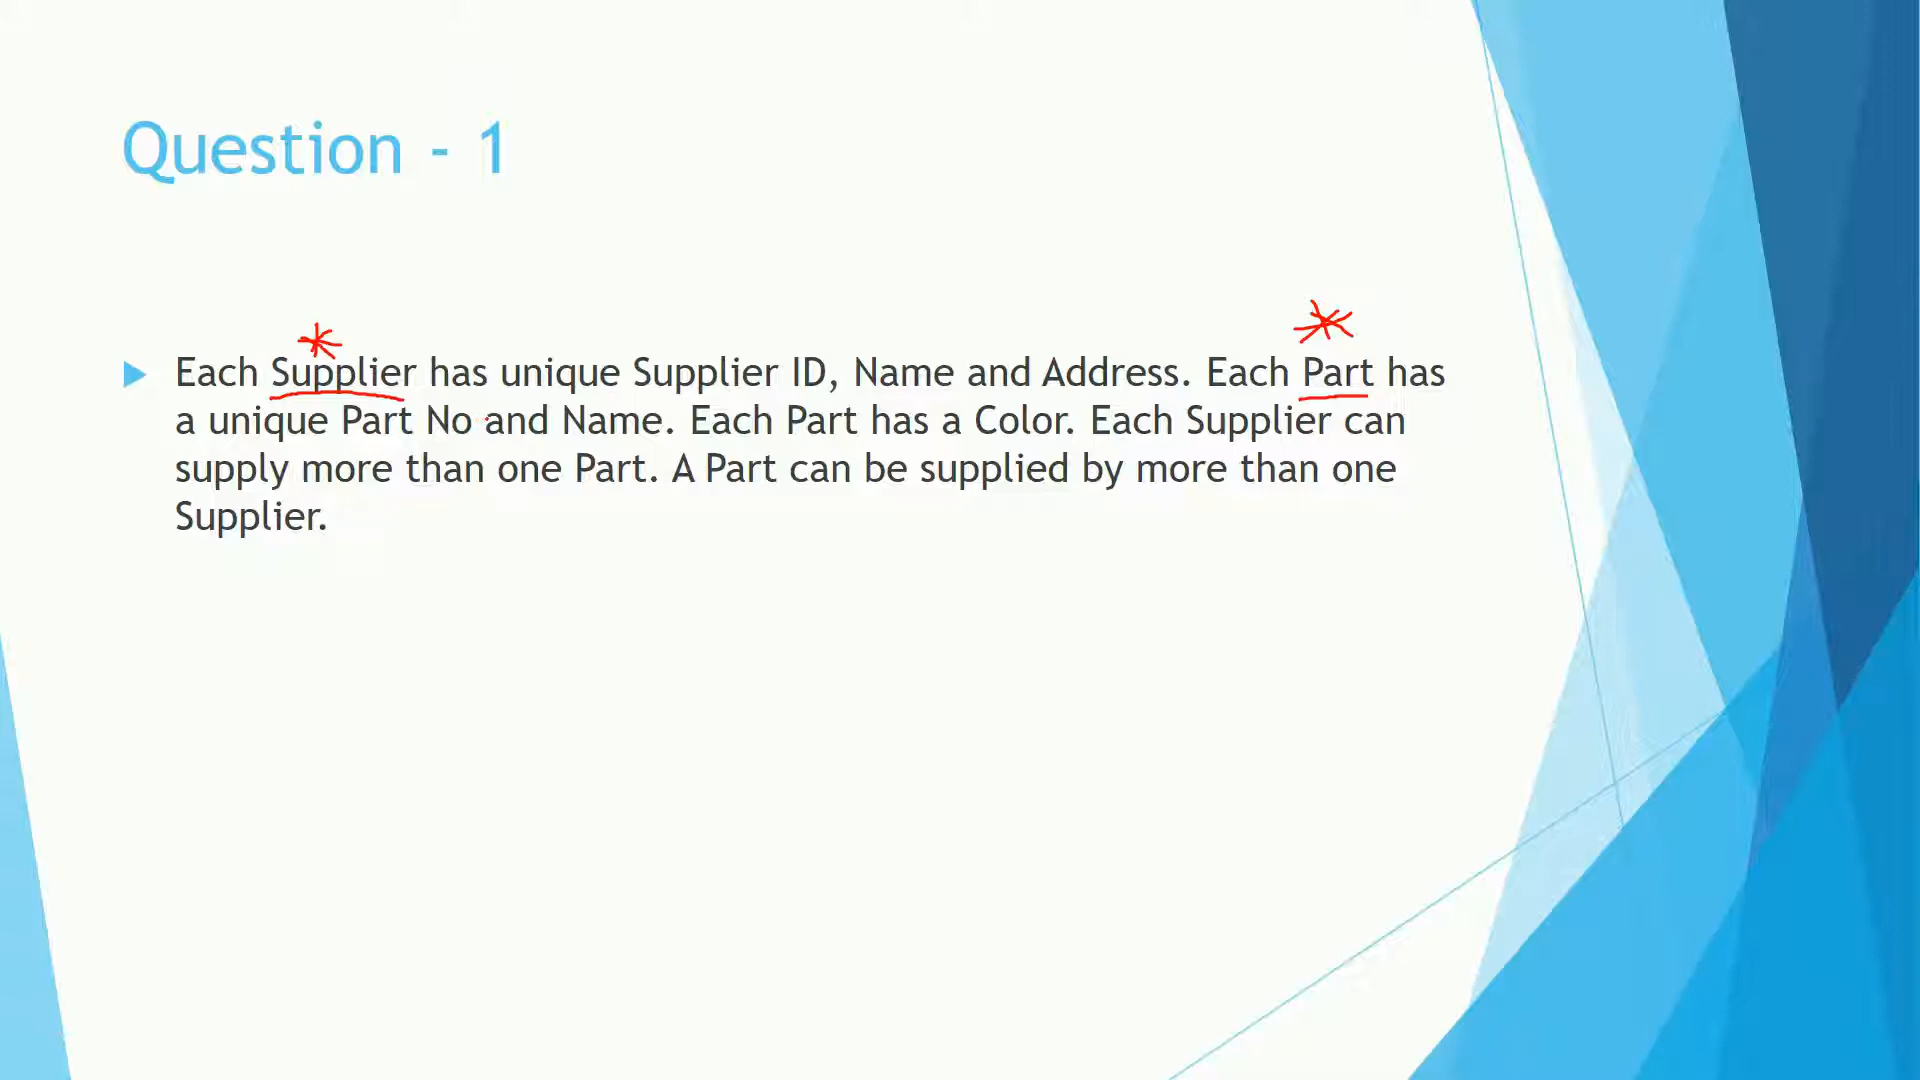 Question - 1
Each Supplier has unique Supplier ID, Name and Address. Each Part has
a unique Part No and Name. Each Part has a Color. Each Supplier can
supply more than one Part. A Part can be supplied by more than one
Supplier.